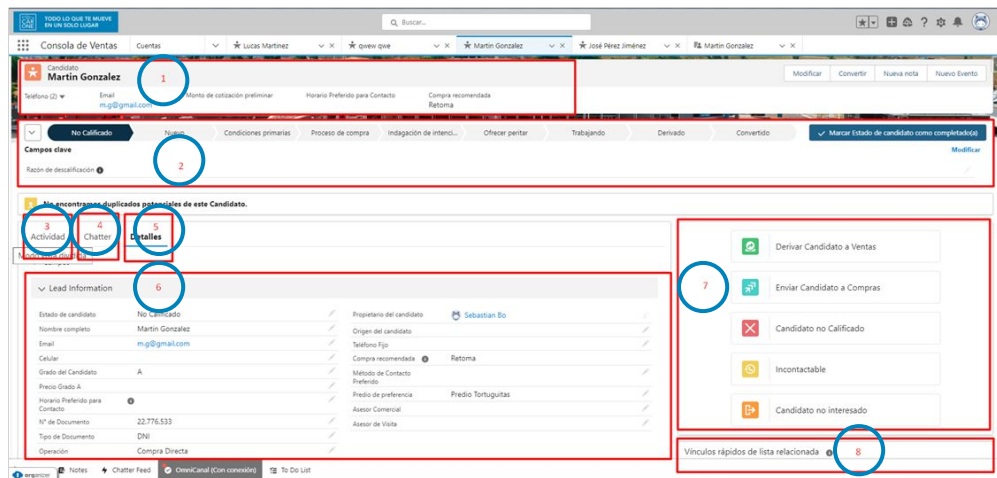 CAR ONE TODO LO QUE TE MUEVE EN UN SOLO LUGAR
Q, Buscar...
Consola de Ventas Cuentas Lucas Martinez qwew qwe Martin Gonzalez José Pérez Jiménez Martin Gonzalez
Candidato
Martin Gonzalez
1
Modificar Convertir Nueva nota Nuevo Evento
Teléfono (2) Email Monto de cotización preliminar Horario Preferido para Contacto Compra recomendada
m.g@gmail.com Retoma
No Calificado Nuevo Condiciones primarias Proceso de compra Indagación de intenci... Ofrecer peritar Trabajando Derivado Convertido Marcar Estado de candidato como completado(a)
Campos clave Modificar
2
Razón de descalificación
No encontramos duplicados potenciales de este Candidato.
3 4 5
Actividad Chatter Detalles
Lead Information 6
Estado de candidato No Calificado
Nombre completo Martin Gonzalez
Email m.g@gmail.com
Celular
Grado del Candidato A
Precio Grado A
Horario Preferido para Contacto
N° de Documento 22.776.533
Tipo de Documento DNI
Operación Compra Directa
Propietario del candidato Sebastian Bo
Origen del candidato
Teléfono Fijo
Compra recomendada Retoma
Método de Contacto Preferido
Predio de preferencia Predio Tortuguitas
Asesor Comercial
Asesor de Visita
Derivar Candidato a Ventas
7
Enviar Candidato a Compras
Candidato no Calificado
Incontactable
Candidato no interesado
Vínculos rápidos de lista relacionada 8
Notes Chatter Feed OmniCanal (Con conexión) To Do List